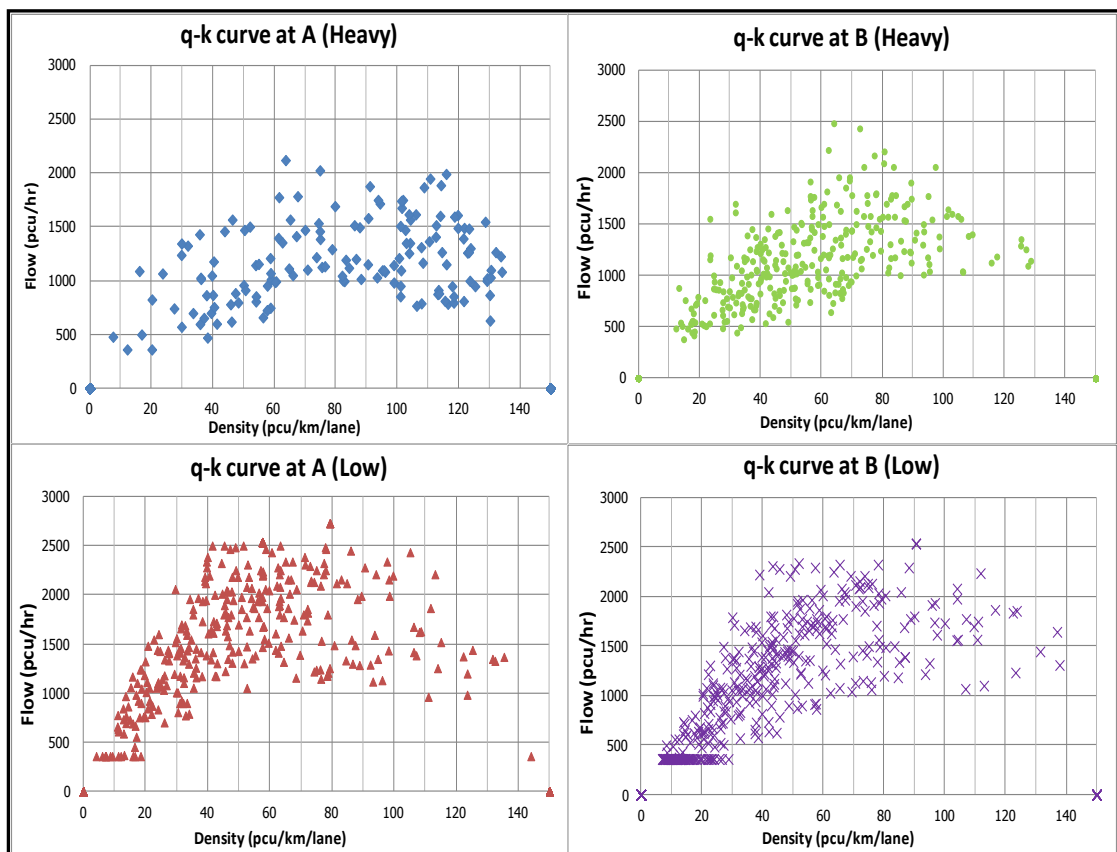 q-k curve at A (Heavy)
3000
2500
2000
1500
1000
500
0
Flow (pcu/hr)
0 20 40 60 80 100 120 140
Density (pcu/km/lane)
q-k curve at B (Heavy)
3000
2500
2000
1500
1000
500
0
Flow (pcu/hr)
0 20 40 60 80 100 120 140
Density (pcu/km/lane)
q-k curve at A (Low)
3000
2500
2000
1500
1000
500
0
Flow (pcu/hr)
0 20 40 60 80 100 120 140
Density (pcu/km/lane)
q-k curve at B (Low)
3000
2500
2000
1500
1000
500
0
Flow (pcu/hr)
0 20 40 60 80 100 120 140
Density (pcu/km/lane)